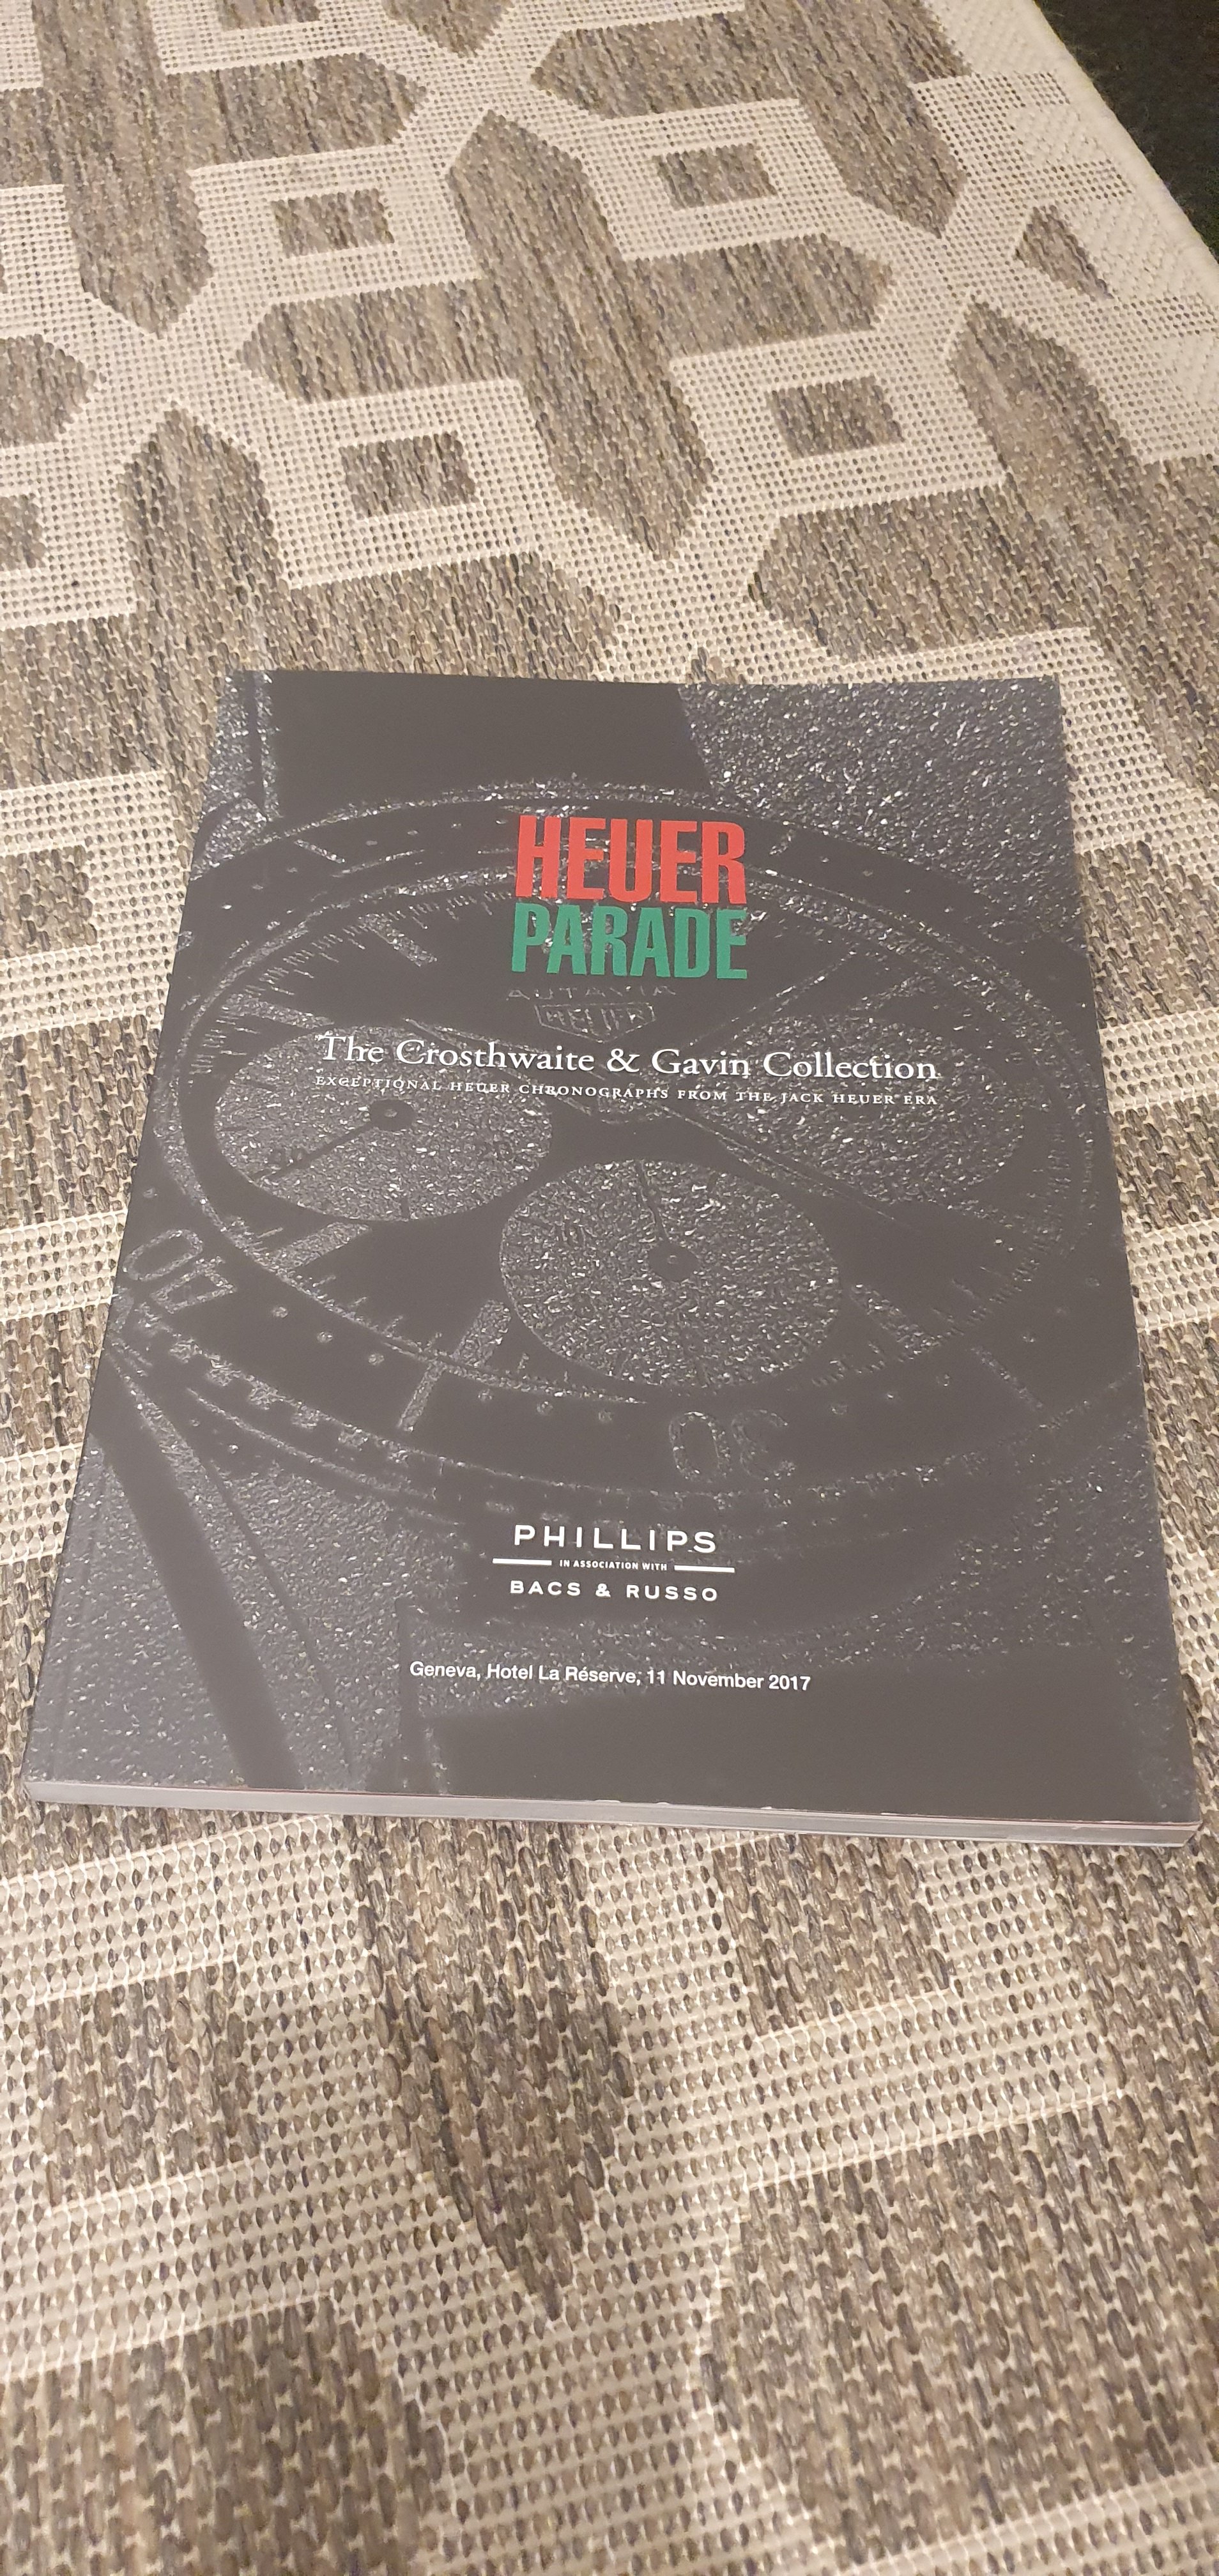 HEUER
PARADE
AUTAVIA
HEUER
The Crosthwaite & Gavin Collection
EXCEPTIONAL HEUER CHRONOGRAPHS FROM THE JACK HEUER ERA
30
PHILLIPS
IN ASSOCIATION WITH
BACS & RUSSO
Geneva, Hotel La Réserve, 11 November 2017